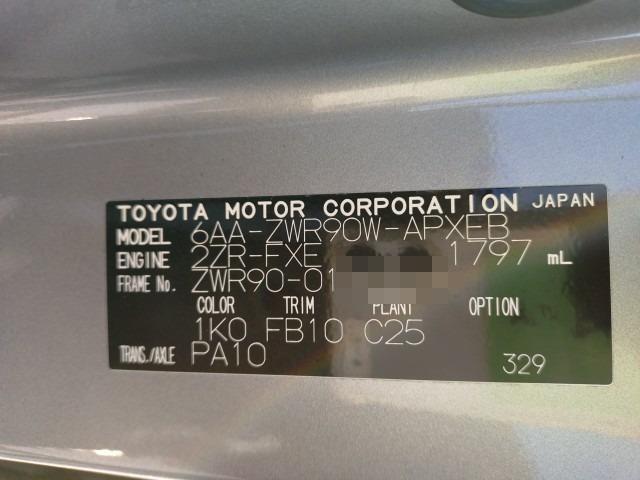 TOYOTA MOTOR CORPORATION JAPAN
MODEL 6AA-ZWR90W-APXEB
ENGINE 2ZR-FXE 1797 mL
FRAME No. ZWR90-01
COLOR TRIM PLANT OPTION
1K0 FB10 C25
TRANS./AXLE PA10 329